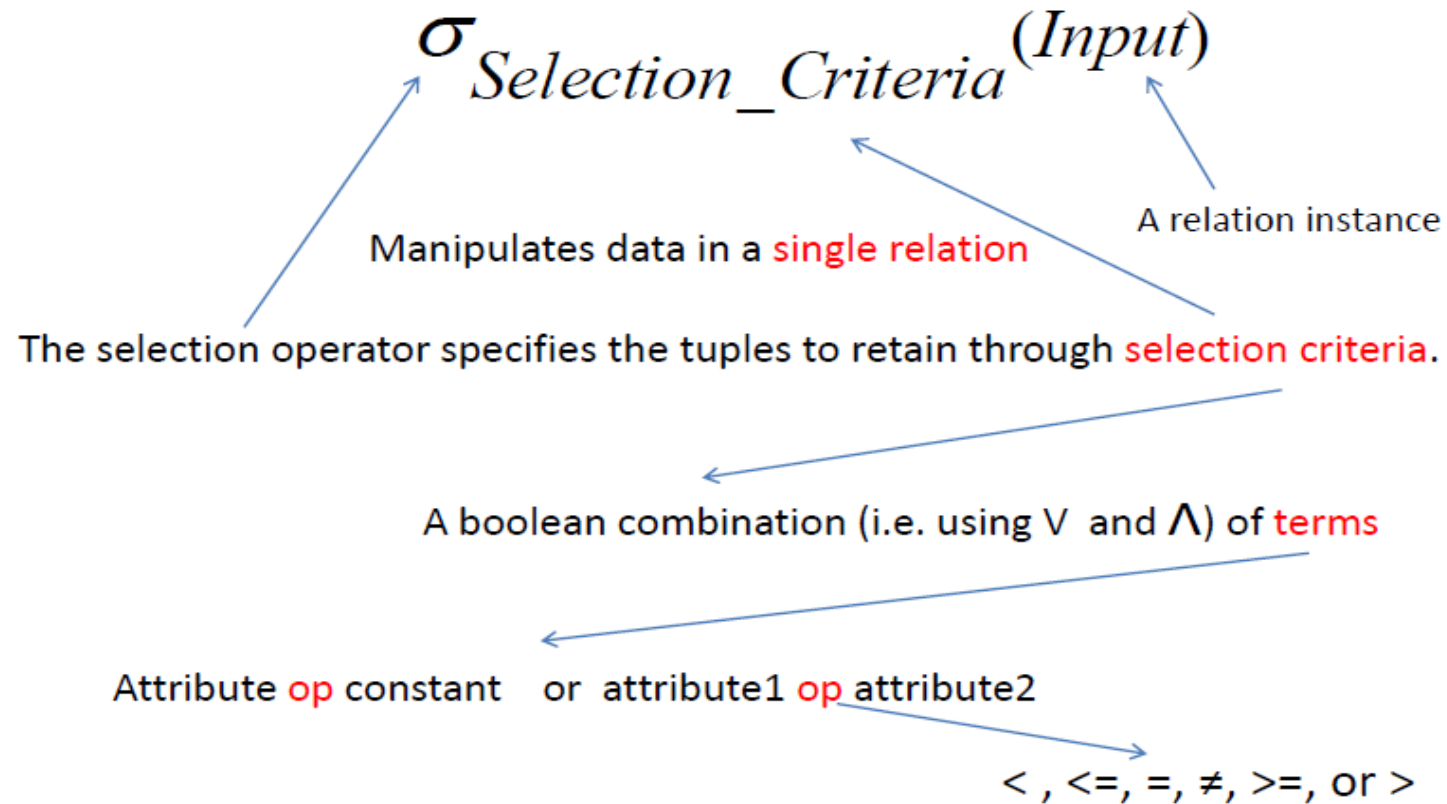 σ Selection_Criteria (Input)
A relation instance
Manipulates data in a single relation
The selection operator specifies the tuples to retain through selection criteria.
A boolean combination (i.e. using V and Λ) of terms
Attribute op constant or attribute1 op attribute2
< , <=, =, ≠, >=, or >